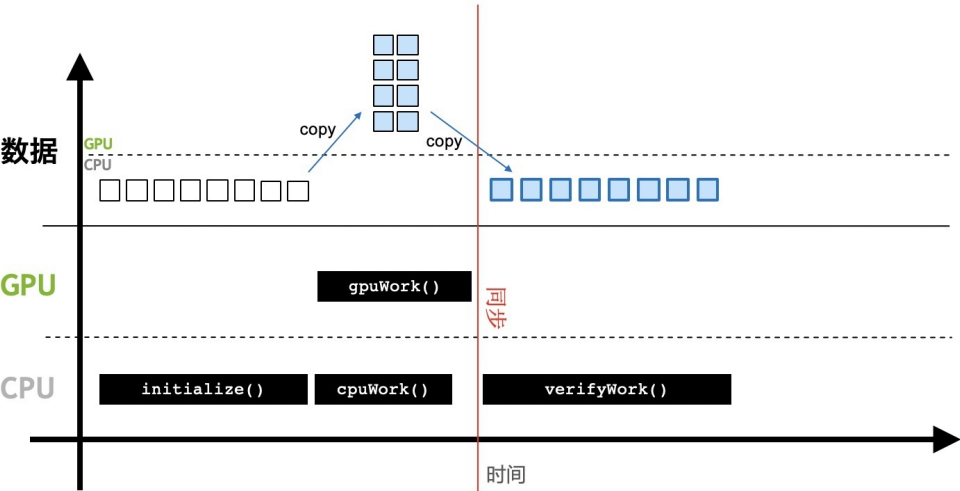 copy
copy
数据
GPU
CPU
GPU
gpuWork()
同步
CPU
initialize()
cpuWork()
verifyWork()
时间